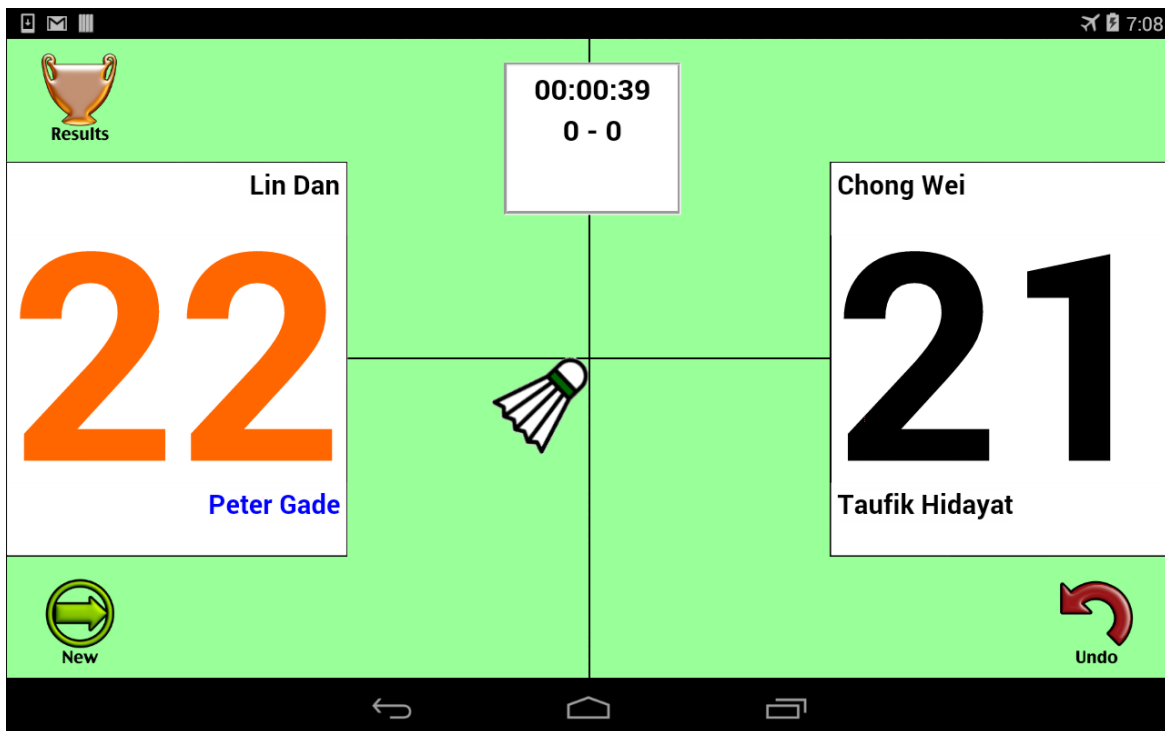 7:08
Results
00:00:39
0 - 0
Lin Dan
22
Peter Gade
Chong Wei
21
Taufik Hidayat
New
Undo